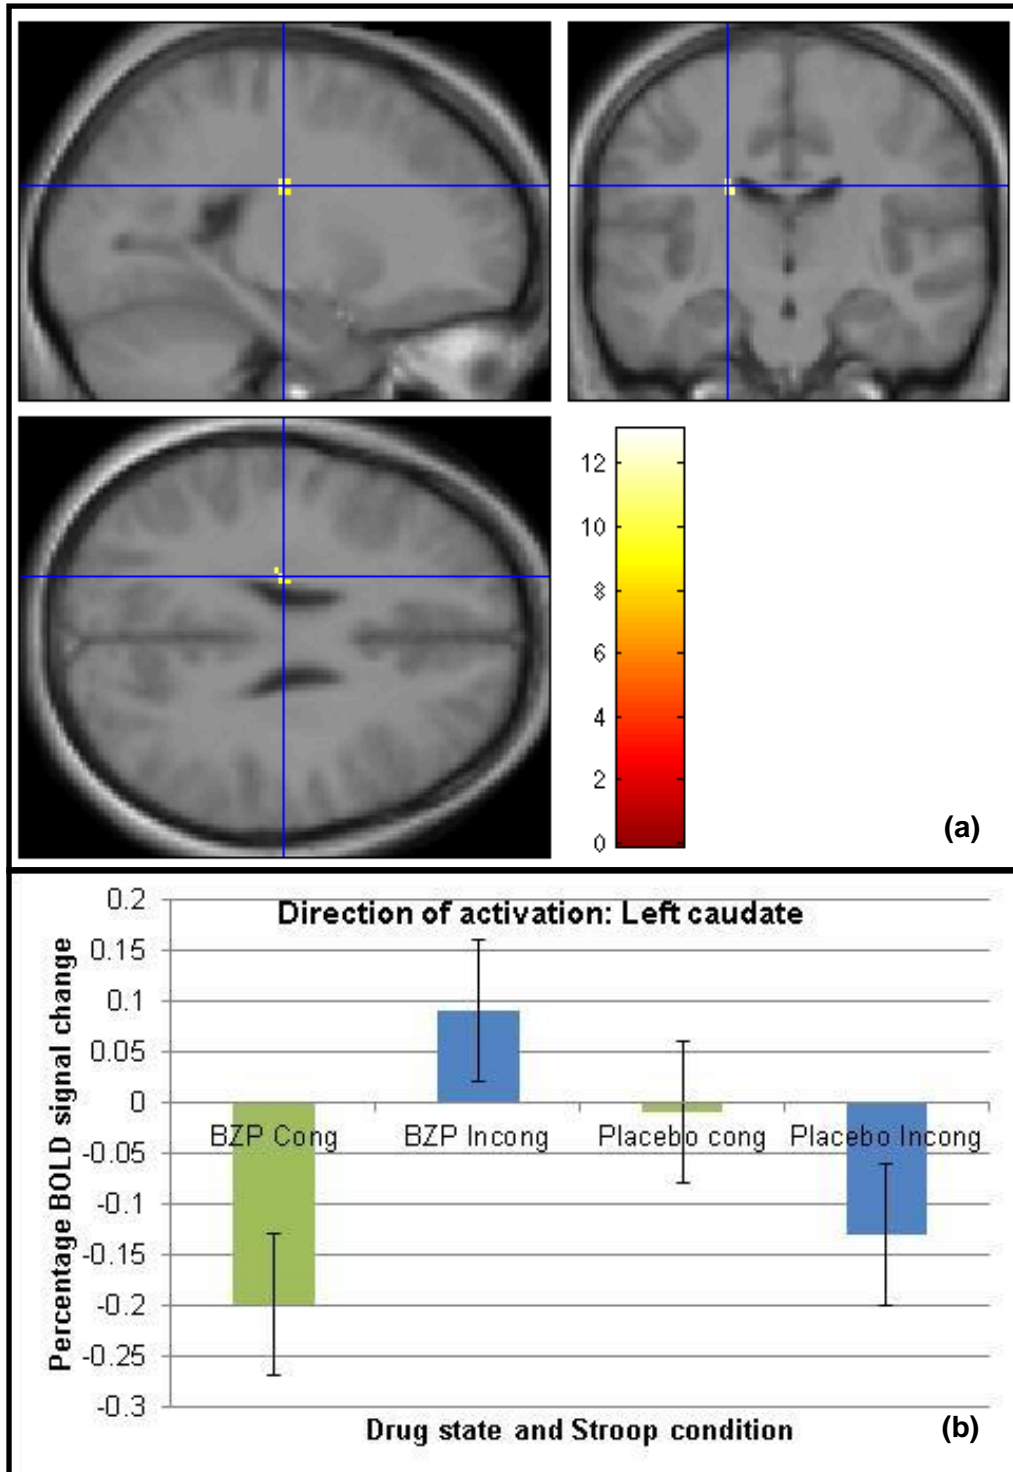 12
10
8
6
4
2
0
(a)
Direction of activation: Left caudate
Percentage BOLD signal change
0.2
0.15
0.1
0.05
0
-0.05
-0.1
-0.15
-0.2
-0.25
-0.3
BZP Cong
BZP Incong
Placebo cong
Placebo Incong
Drug state and Stroop condition
(b)